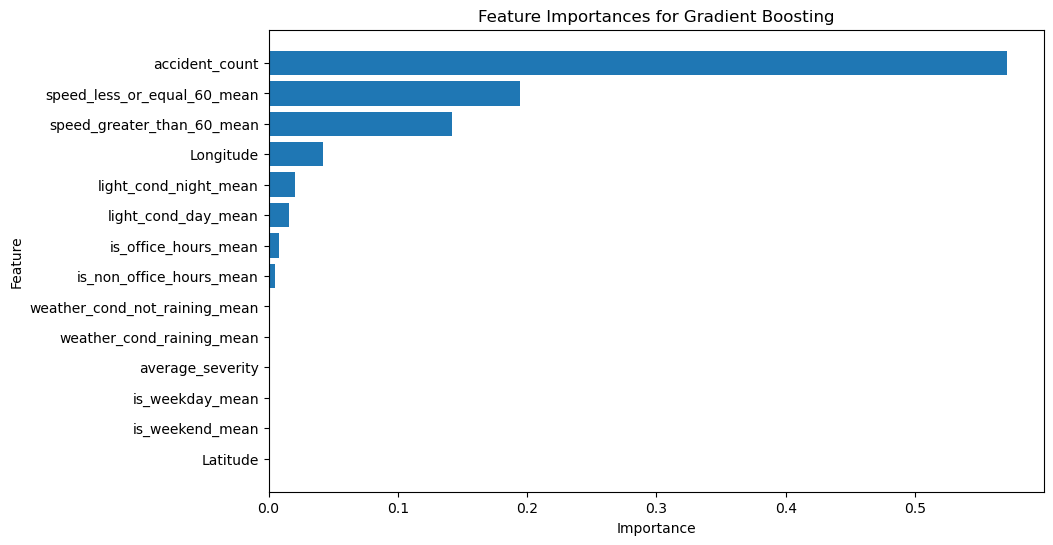 Feature Importances for Gradient Boosting
Feature
accident_count
speed_less_or_equal_60_mean
speed_greater_than_60_mean
Longitude
light_cond_night_mean
light_cond_day_mean
is_office_hours_mean
is_non_office_hours_mean
weather_cond_not_raining_mean
weather_cond_raining_mean
average_severity
is_weekday_mean
is_weekend_mean
Latitude
0.0 0.1 0.2 0.3 0.4 0.5
Importance